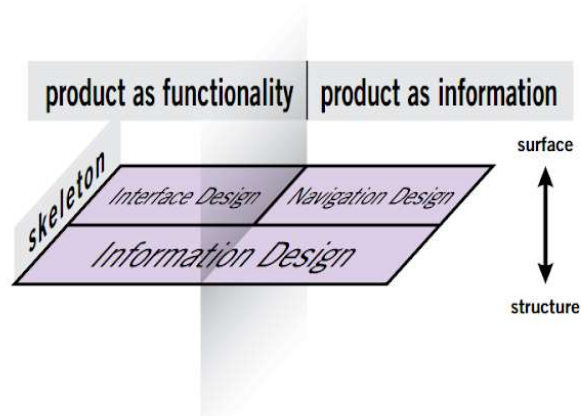 product as functionality product as information
surface
skeleton
Interface Design Navigation Design
Information Design
structure